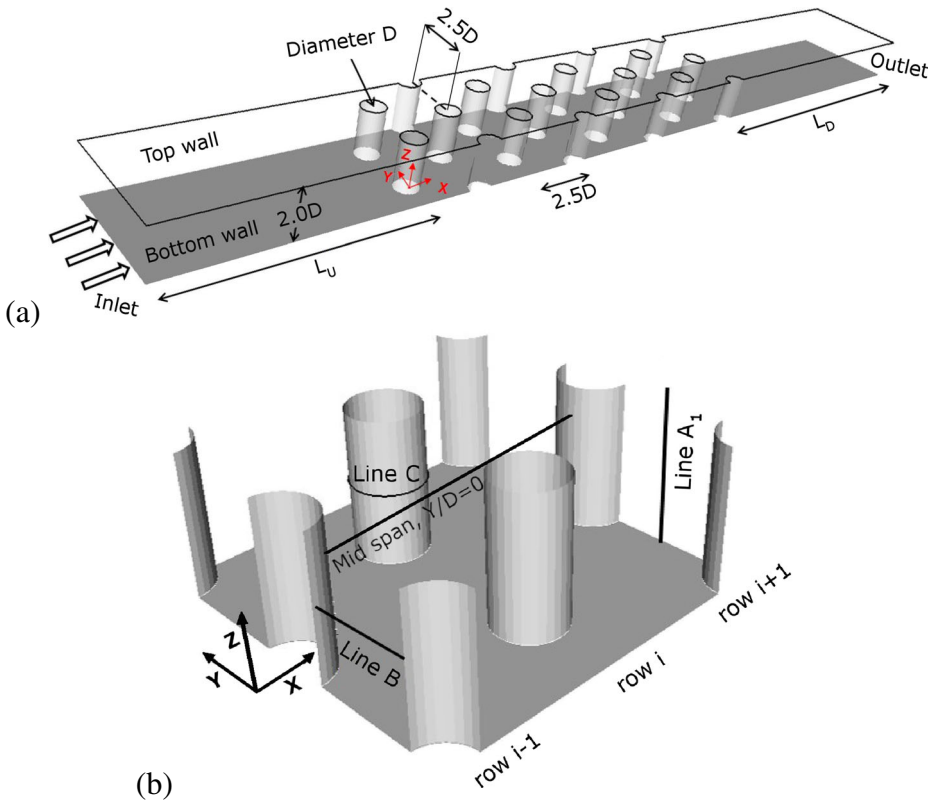 Diameter D
2.5D
Top wall
Outlet
L_D
Z
Y
X
2.0D
2.5D
Bottom wall
L_U
Inlet
(a)
Line A₁
Line C
Mid span, Y/D=0
row i+1
Line B
Z
Y
X
row i
row i-1
(b)